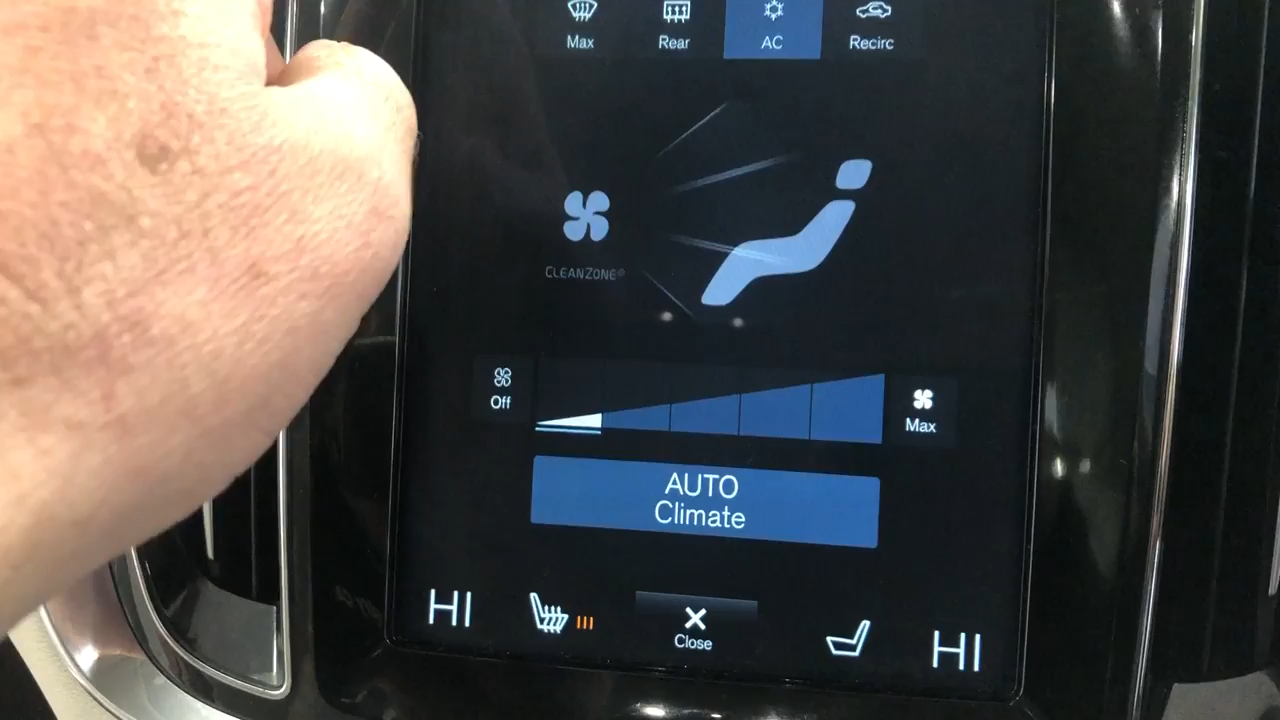 Max
Rear
AC
Recirc
CLEANZONE®
Off
Max
AUTO
Climate
HI
Close
HI